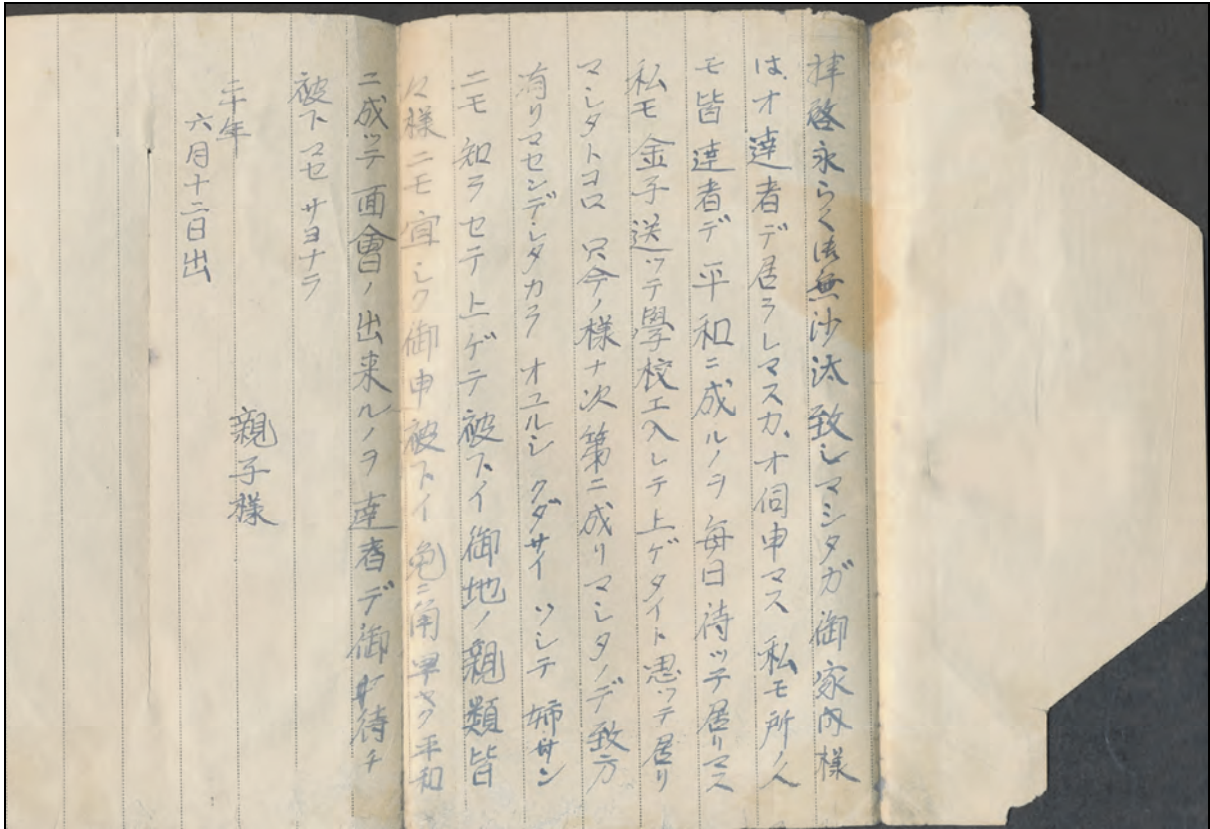 拝啓永らく御無沙汰致シマシタガ御家内様
は、オ達者デ居ラレマスカ、オ伺申マス 私モ所ノ人
モ皆達者デ平和ニ成ルノヲ毎日待ッテ居リマス
私モ金子送ッテ學校エ入レテ上ゲタイト思ッテ居リ
マシタトコロ只今ノ様ナ次第ニ成リマシタノデ致方
有リマセンデシタカラ オユルシ クダサイ ソシテ 姉サン
ニモ 知ラセテ上ゲテ被下イ御地ノ親類皆
々様ニモ宜シク御申被下イ 兎ニ角早ク平和
ニ成ッテ面會ノ出来ルノヲ達者デ御待チ
被下マセ サヨナラ
二十年
六月十二日出
親子様